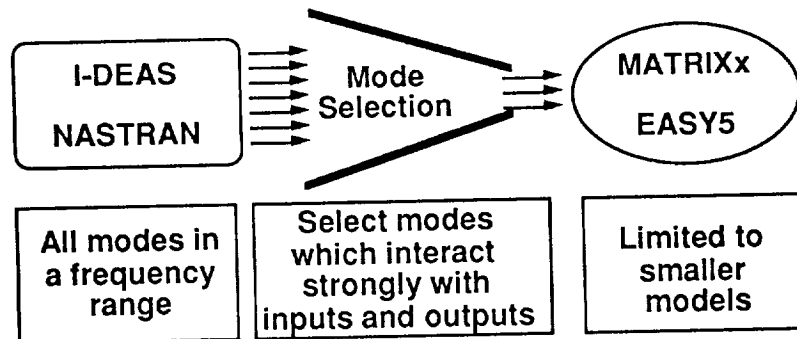 I-DEAS
NASTRAN
Mode
Selection
MATRIXx
EASY5
All modes in
a frequency
range
Select modes
which interact
strongly with
inputs and outputs
Limited to
smaller
models